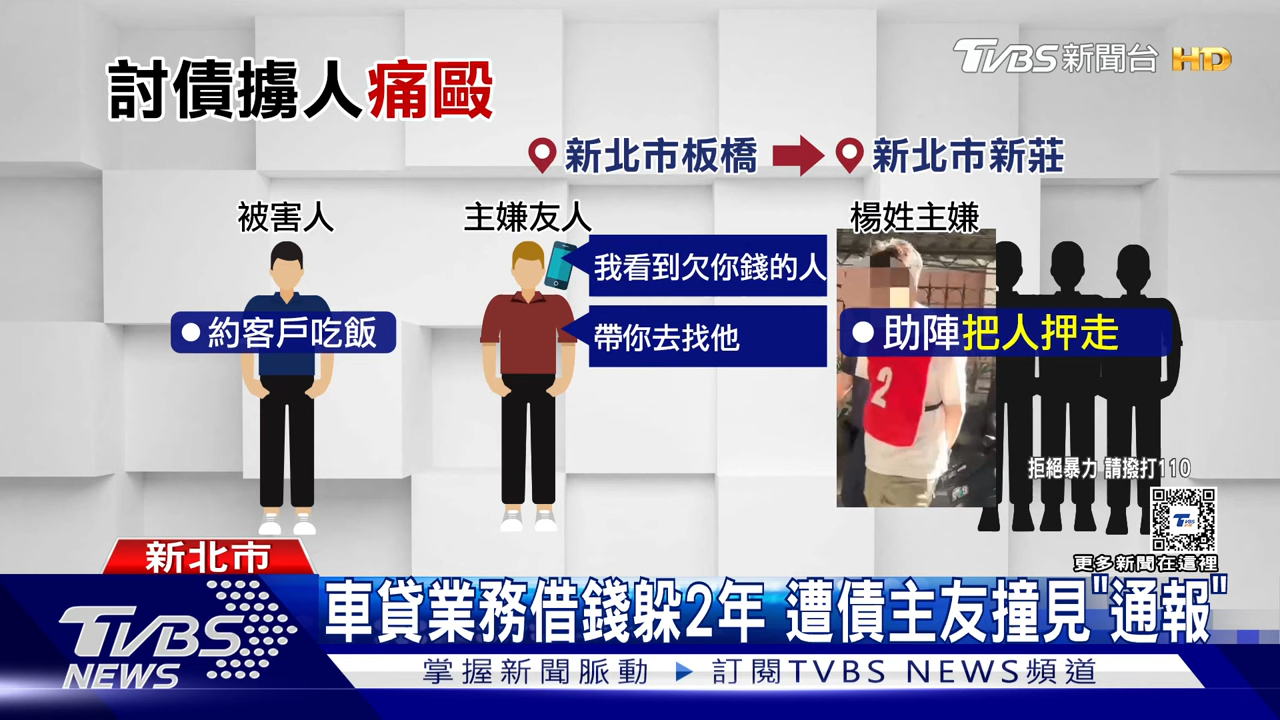 TVBS新聞台 HD
討債擄人痛毆
新北市板橋 新北市新莊
被害人
主嫌友人
楊姓主嫌
我看到欠你錢的人
約客戶吃飯
帶你去找他
助陣把人押走
2
拒絕暴力 請撥打110
TVBS
更多新聞在這裡
新北市
車貸業務借錢躲2年 遭債主友撞見"通報"
TVBS
NEWS
掌握新聞脈動 訂閱TVBS NEWS頻道